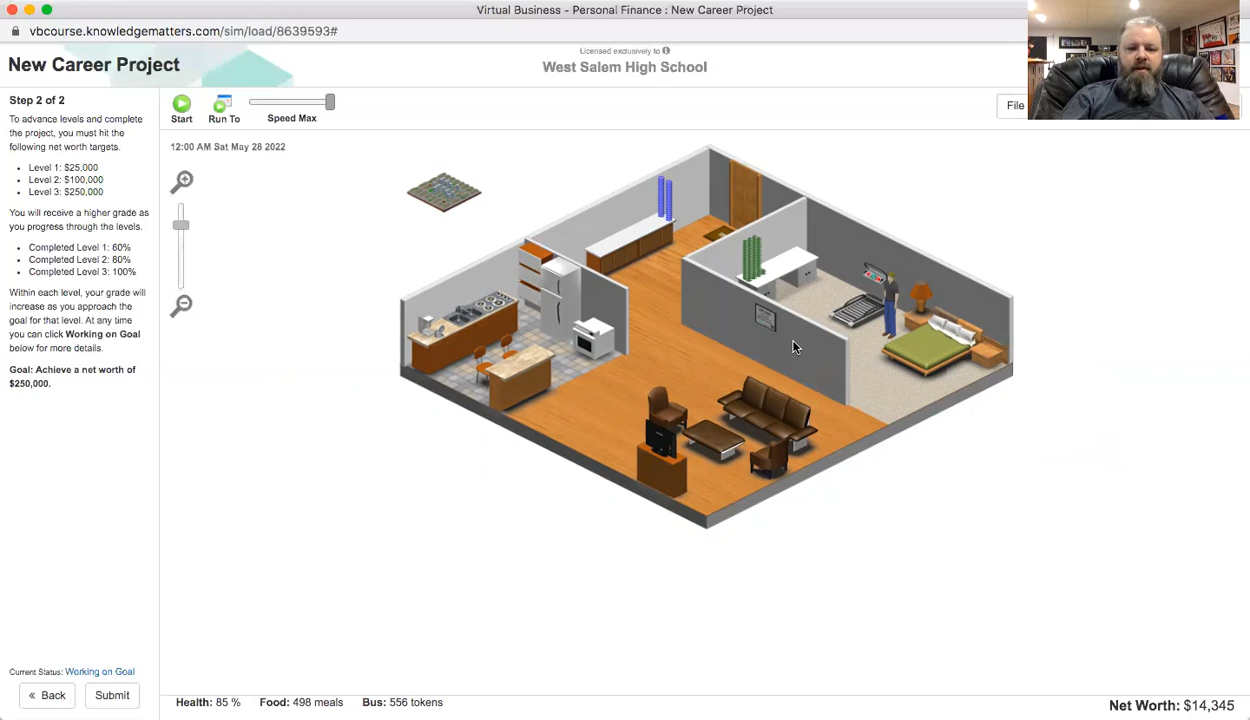 Virtual Business - Personal Finance : New Career Project
vbcourse.knowledgematters.com/sim/load/8639593#
New Career Project
Licensed exclusively to
West Salem High School
Step 2 of 2
To advance levels and complete
the project, you must hit the
following net worth targets.
• Level 1: $25,000
• Level 2: $100,000
• Level 3: $250,000
You will receive a higher grade as
you progress through the levels.
• Completed Level 1: 60%
• Completed Level 2: 80%
• Completed Level 3: 100%
Within each level, your grade will
increase as you approach the
goal for that level. At any time
you can click Working on Goal
below for more details.
Goal: Achieve a net worth of
$250,000.
Start
Run To
Speed Max
File
12:00 AM Sat May 28 2022
Current Status: Working on Goal
« Back
Submit
Health: 85 %
Food: 498 meals
Bus: 556 tokens
Net Worth: $14,345